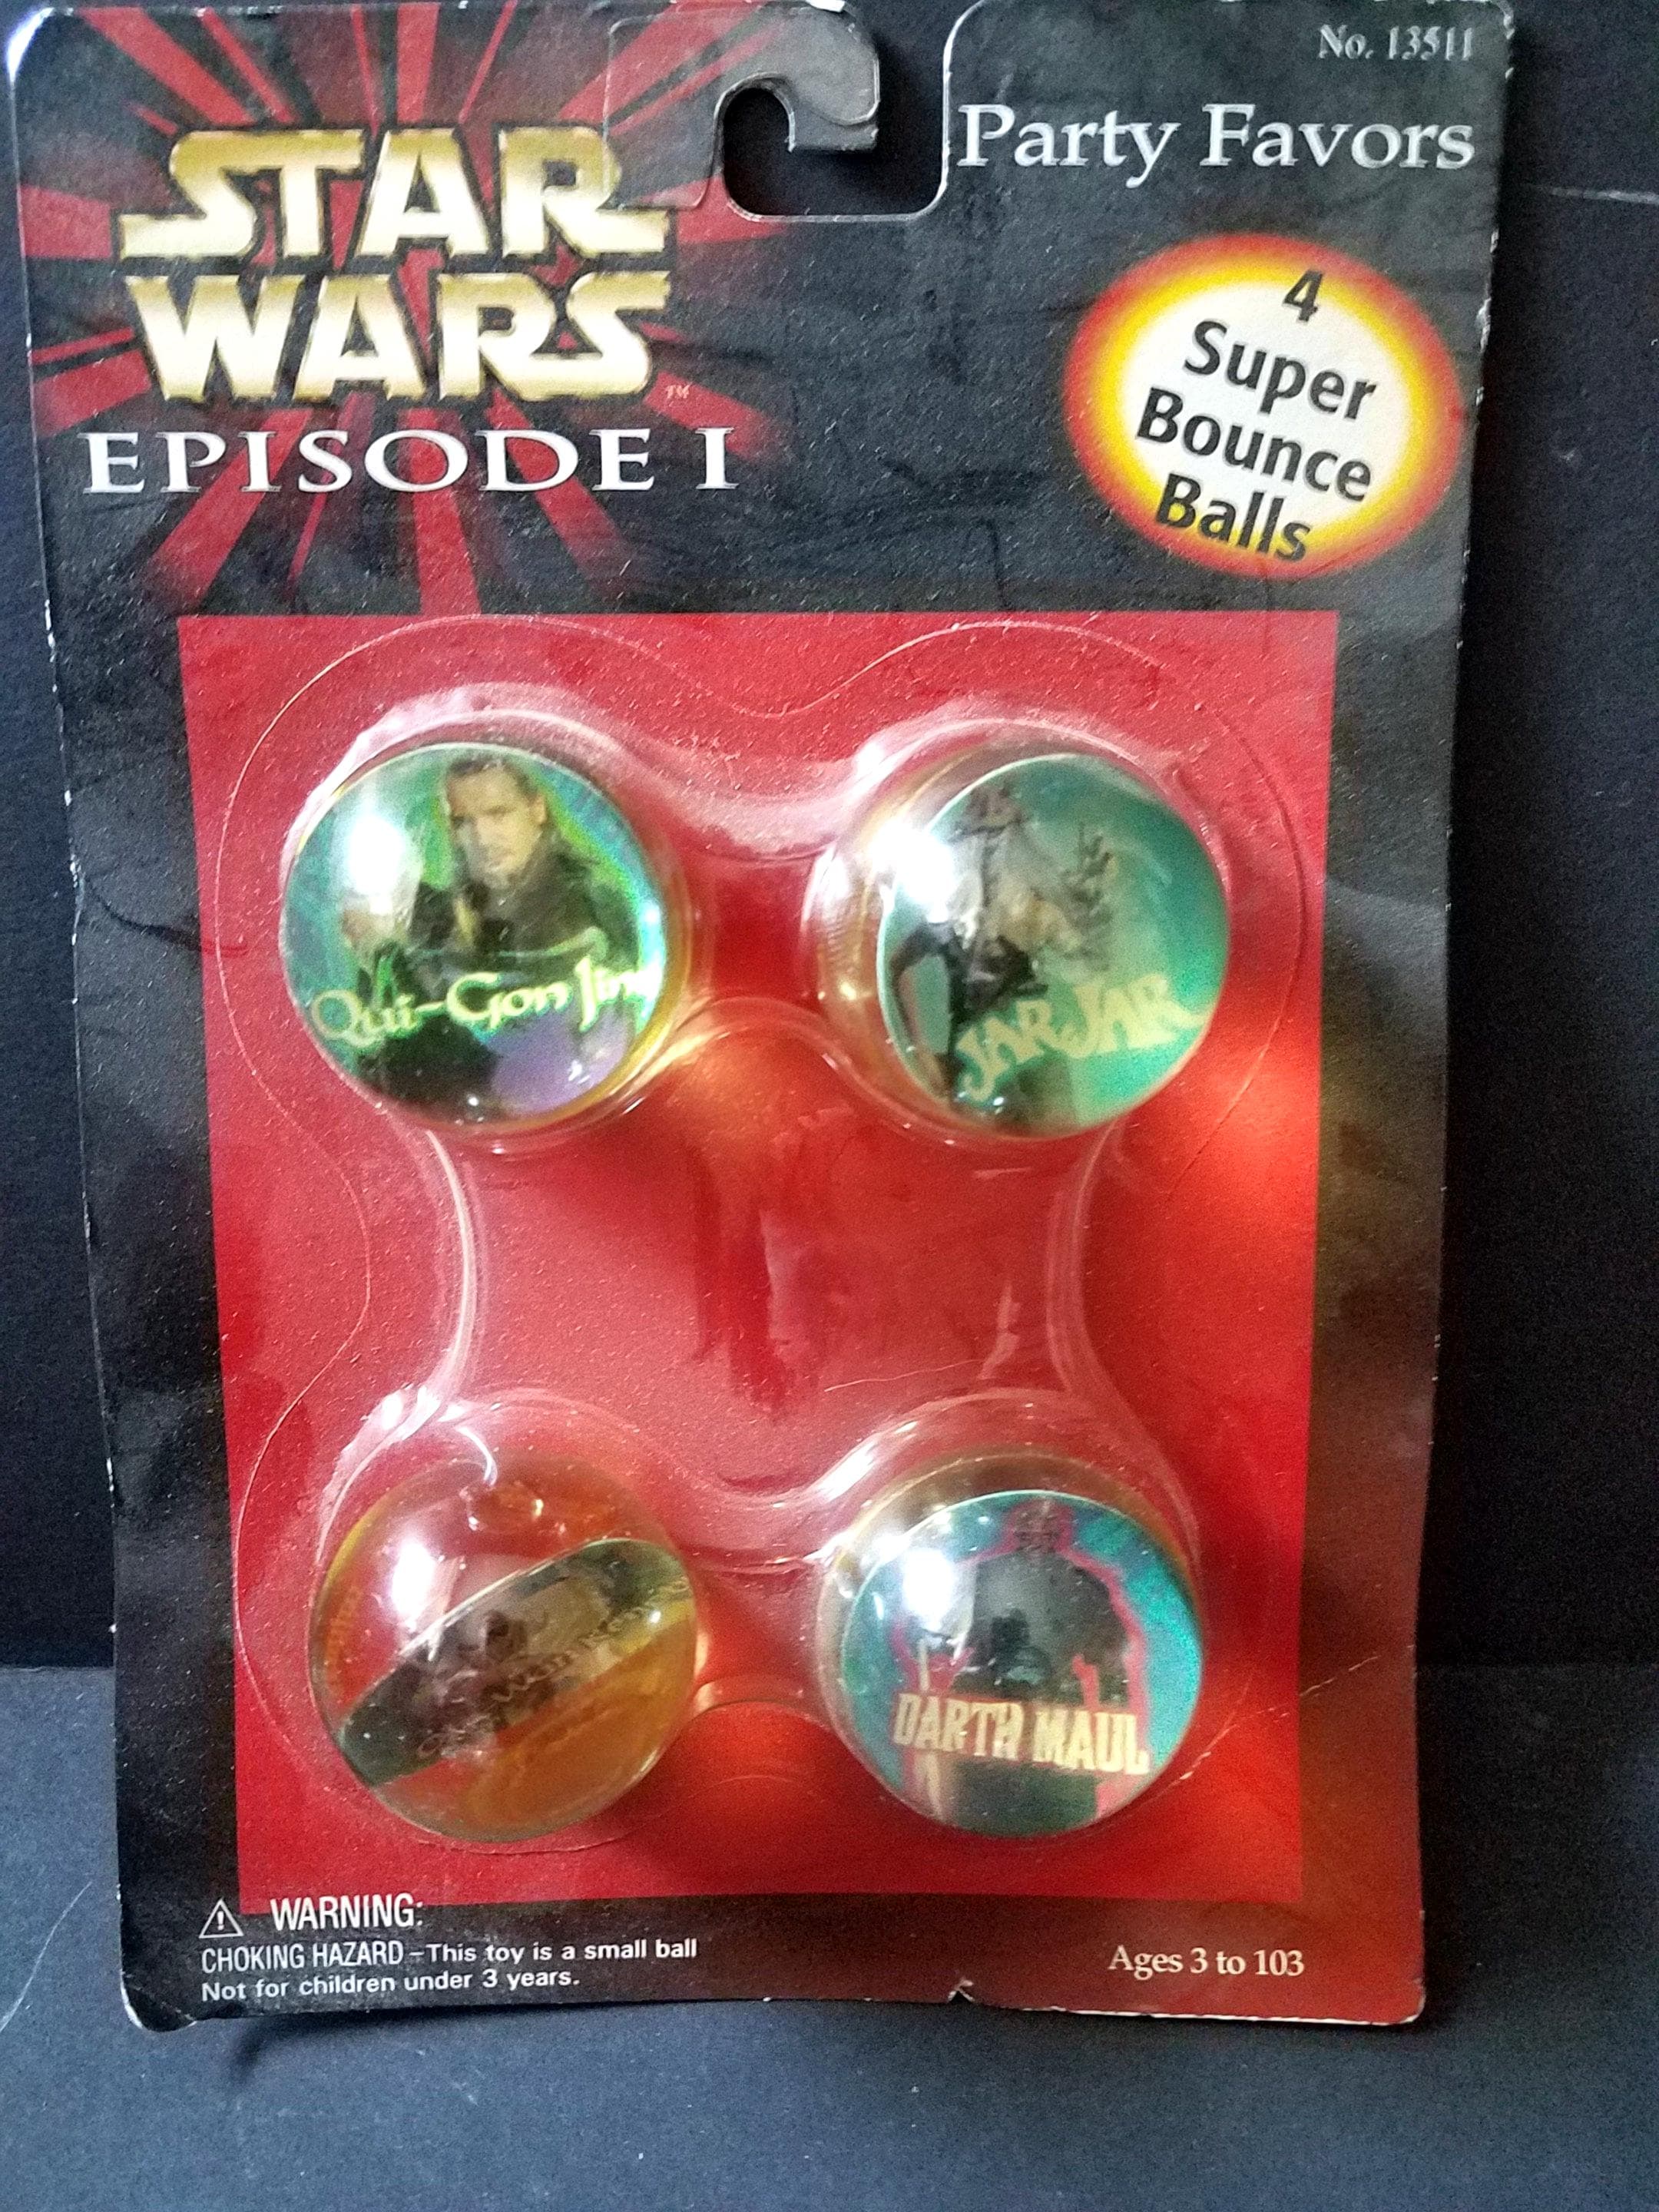 No. 13511
Party Favors
STAR
WARS™
EPISODE I
4
Super
Bounce
Balls
Qui-Gon Jinn
JAR JAR
DARTH MAUL
WARNING:
CHOKING HAZARD – This toy is a small ball
Not for children under 3 years.
Ages 3 to 103